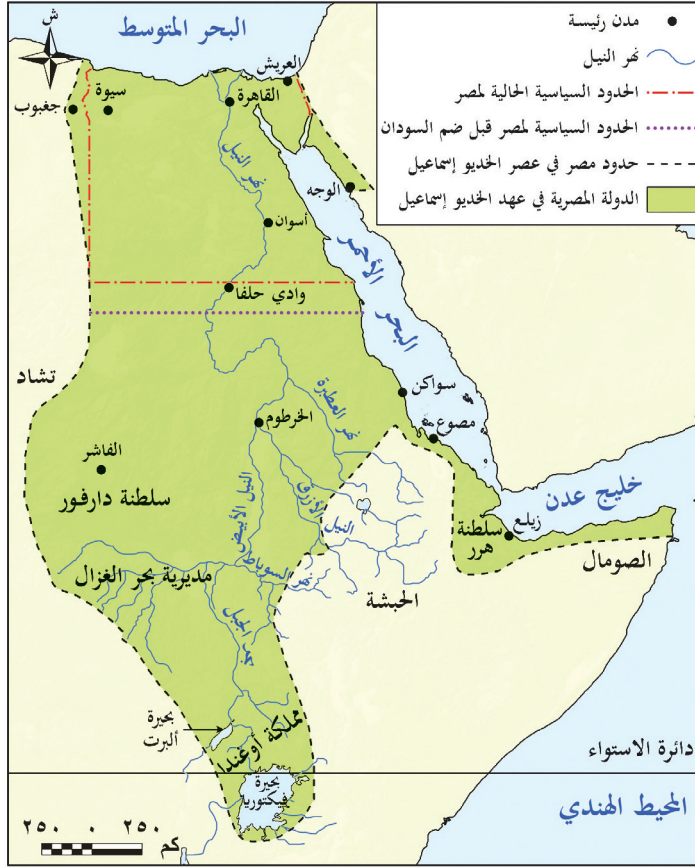 مدن رئيسة
نهر النيل
الحدود السياسية الحالية لمصر
الحدود السياسية لمصر قبل ضم السودان
حدود مصر في عصر الخديو إسماعيل
الدولة المصرية في عهد الخديو إسماعيل
ش
البحر المتوسط
العريش
القاهرة
سيوة
جغبوب
نهر النيل
الوجه
أسوان
البحر الأحمر
وادي حلفا
تشاد
سواكن
نهر العطبرة
مصوع
الخرطوم
الفاشر
سلطنة دارفور
النيل الأبيض
النيل الأزرق
خليج عدن
زيلع
سلطنة
هرر
الصومال
نهر السوباط
مديرية بحر الغزال
الحبشة
بحر الجبل
بحيرة
ألبرت
مملكة أوغندا
دائرة الاستواء
بحيرة
فيكتوريا
المحيط الهندي
٢٥٠ ٠ ٢٥٠
كم